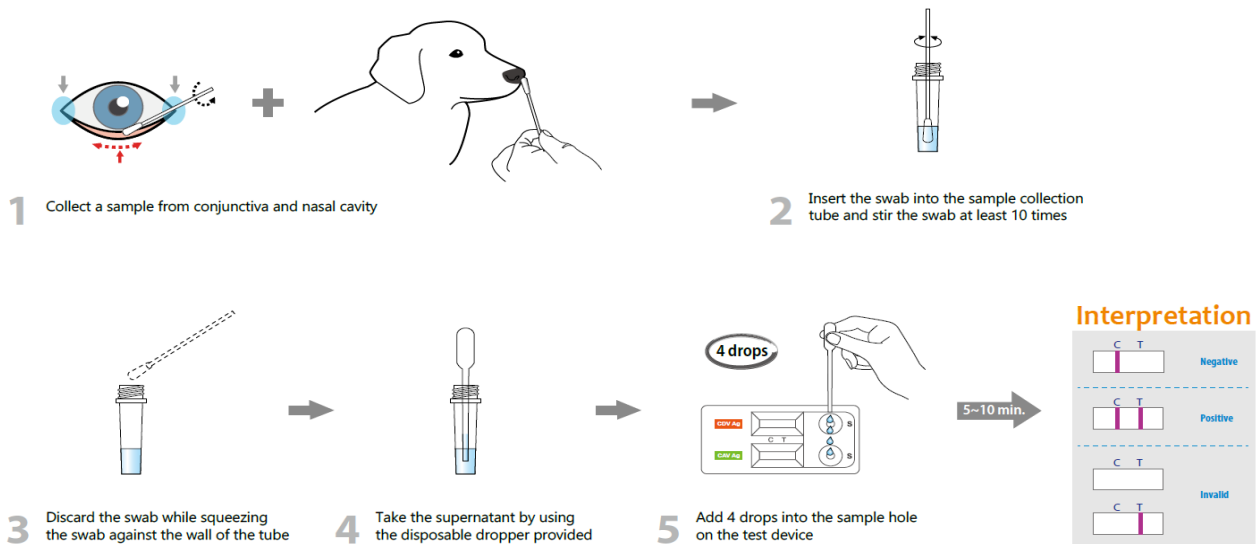 1 Collect a sample from conjunctiva and nasal cavity
2 Insert the swab into the sample collection
tube and stir the swab at least 10 times
3 Discard the swab while squeezing
the swab against the wall of the tube
4 Take the supernatant by using
the disposable dropper provided
4 drops
CDV Ag
S
C T
CAV Ag
S
5 Add 4 drops into the sample hole
on the test device
5~10 min.
Interpretation
C T
Negative
C T
Positive
C T
Invalid
C T